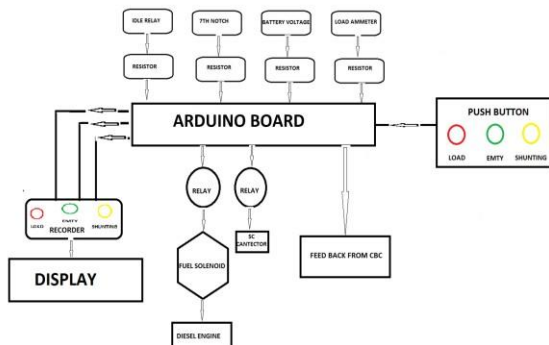 IDLE RELAY
7TH NOTCH
BATTERY VOLTAGE
LOAD AMMETER
RESISTOR
RESISTOR
RESISTOR
RESISTOR
ARDUINO BOARD
PUSH BUTTON
LOAD
EMTY
SHUNTING
RELAY
RELAY
LOAD
EMTY
SHUNTING
RECORDER
SC
CANTECTOR
FEED BACK FROM CBC
FUEL SOLENOID
DISPLAY
DIESEL ENGINE